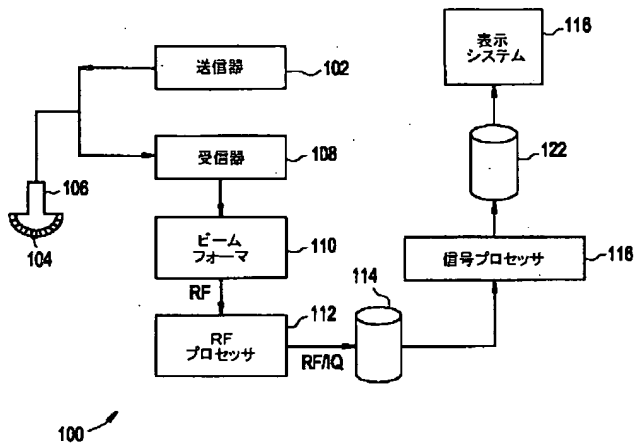 表示
システム
118
送信器
102
受信器
108
122
106
104
ビーム
フォーマ
110
信号プロセッサ
116
RF
114
112
RF
プロセッサ
RF/IQ
100